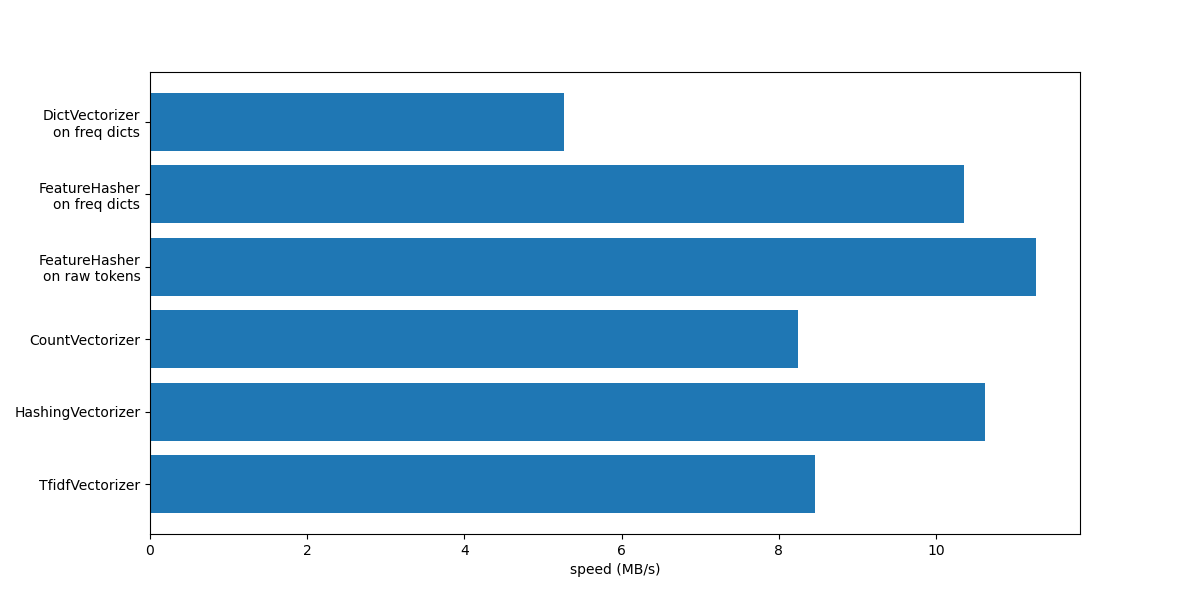 DictVectorizer
on freq dicts
FeatureHasher
on freq dicts
FeatureHasher
on raw tokens
CountVectorizer
HashingVectorizer
TfidfVectorizer
0 2 4 6 8 10
speed (MB/s)